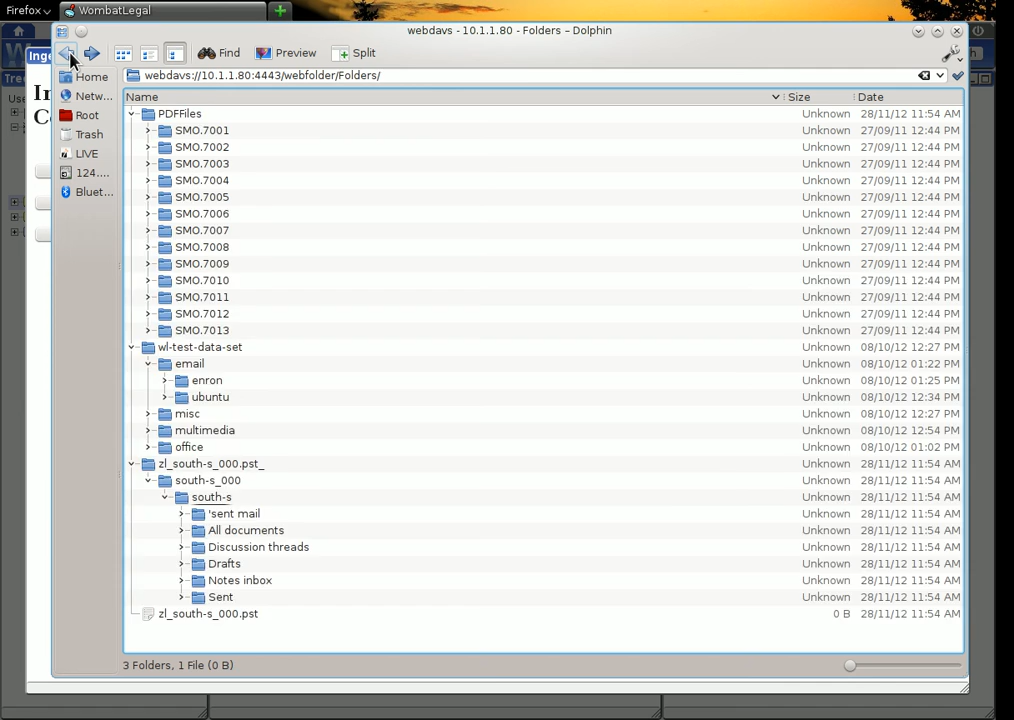 Firefox
WombatLegal
webdavs - 10.1.1.80 - Folders – Dolphin
Find
Preview
Split
Home
webdavs://10.1.1.80:4443/webfolder/Folders/
Netw...
Root
Trash
LIVE
124....
Bluet...
Name Size Date
PDFFiles Unknown 28/11/12 11:54 AM
SMO.7001 Unknown 27/09/11 12:44 PM
SMO.7002 Unknown 27/09/11 12:44 PM
SMO.7003 Unknown 27/09/11 12:44 PM
SMO.7004 Unknown 27/09/11 12:44 PM
SMO.7005 Unknown 27/09/11 12:44 PM
SMO.7006 Unknown 27/09/11 12:44 PM
SMO.7007 Unknown 27/09/11 12:44 PM
SMO.7008 Unknown 27/09/11 12:44 PM
SMO.7009 Unknown 27/09/11 12:44 PM
SMO.7010 Unknown 27/09/11 12:44 PM
SMO.7011 Unknown 27/09/11 12:44 PM
SMO.7012 Unknown 27/09/11 12:44 PM
SMO.7013 Unknown 27/09/11 12:44 PM
wl-test-data-set Unknown 08/10/12 12:27 PM
email Unknown 08/10/12 01:22 PM
enron Unknown 08/10/12 01:25 PM
ubuntu Unknown 08/10/12 12:34 PM
misc Unknown 08/10/12 12:27 PM
multimedia Unknown 08/10/12 12:54 PM
office Unknown 08/10/12 01:02 PM
zl_south-s_000.pst_ Unknown 28/11/12 11:54 AM
south-s_000 Unknown 28/11/12 11:54 AM
south-s Unknown 28/11/12 11:54 AM
'sent mail Unknown 28/11/12 11:54 AM
All documents Unknown 28/11/12 11:54 AM
Discussion threads Unknown 28/11/12 11:54 AM
Drafts Unknown 28/11/12 11:54 AM
Notes inbox Unknown 28/11/12 11:54 AM
Sent Unknown 28/11/12 11:54 AM
zl_south-s_000.pst 0 B 28/11/12 11:54 AM
3 Folders, 1 File (0 B)